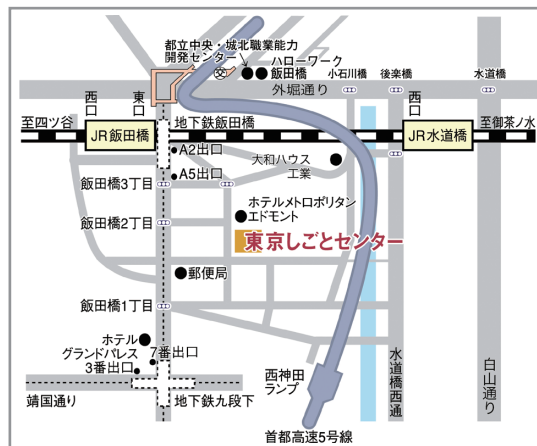 都立中央・城北職業能力
開発センター
ハローワーク
飯田橋
小石川橋
後楽橋
水道橋
外堀通り
西口
東口
西口
至四ツ谷
JR飯田橋
地下鉄飯田橋
JR水道橋
至御茶ノ水
A2出口
大和ハウス
工業
A5出口
飯田橋3丁目
ホテルメトロポリタン
エドモント
飯田橋2丁目
東京しごとセンター
郵便局
飯田橋1丁目
ホテル
グランドパレス
7番出口
3番出口
西神田
ランプ
水道橋西通
白山通り
靖国通り
地下鉄九段下
首都高速5号線